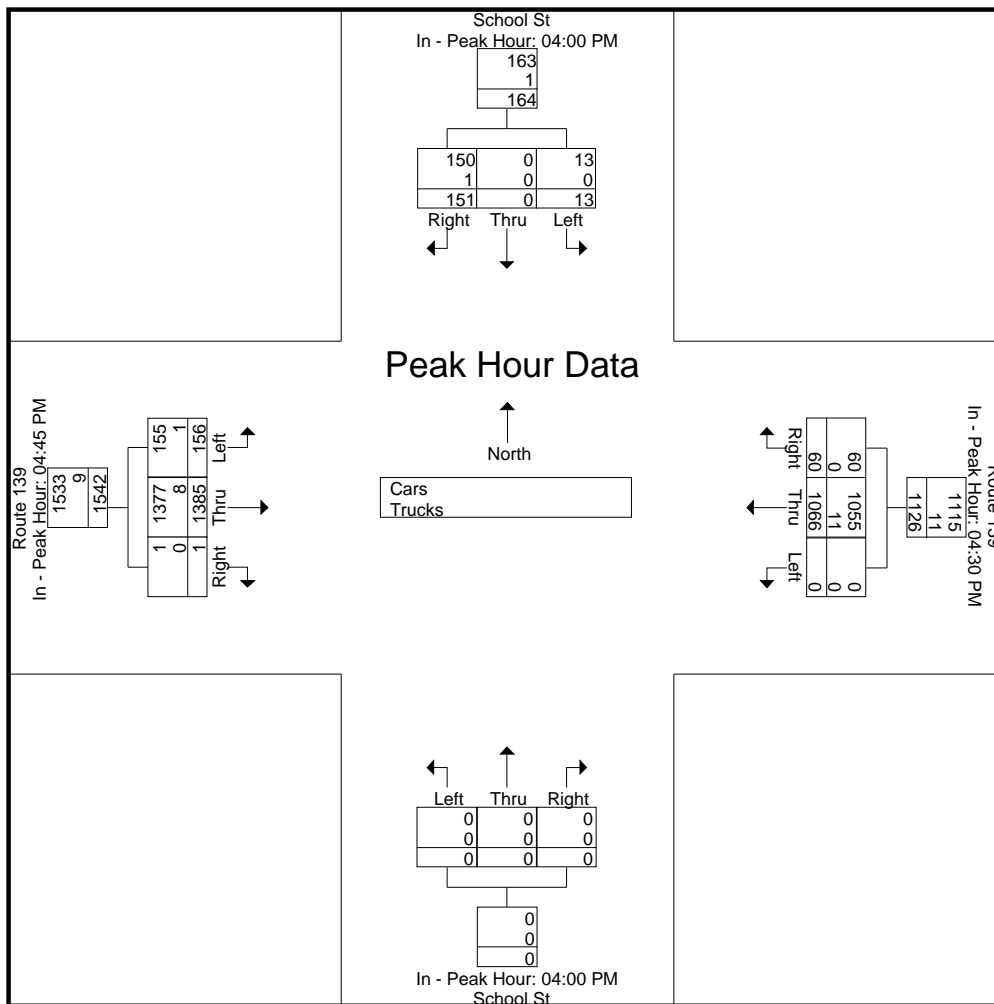 School St
In - Peak Hour: 04:00 PM
163
1
164
150 0 13
1 0 0
151 0 13
Right Thru Left
Peak Hour Data
North
Cars
Trucks
Route 139
In - Peak Hour: 04:45 PM
1533
9
1542
155 1377 1
1 8 0
156 1385 1
Left Thru Right
Route 139
In - Peak Hour: 04:30 PM
1115
11
1126
60 1055 0
0 11 0
60 1066 0
Right Thru Left
Left Thru Right
0 0 0
0 0 0
0 0 0
0
0
0
In - Peak Hour: 04:00 PM
School St